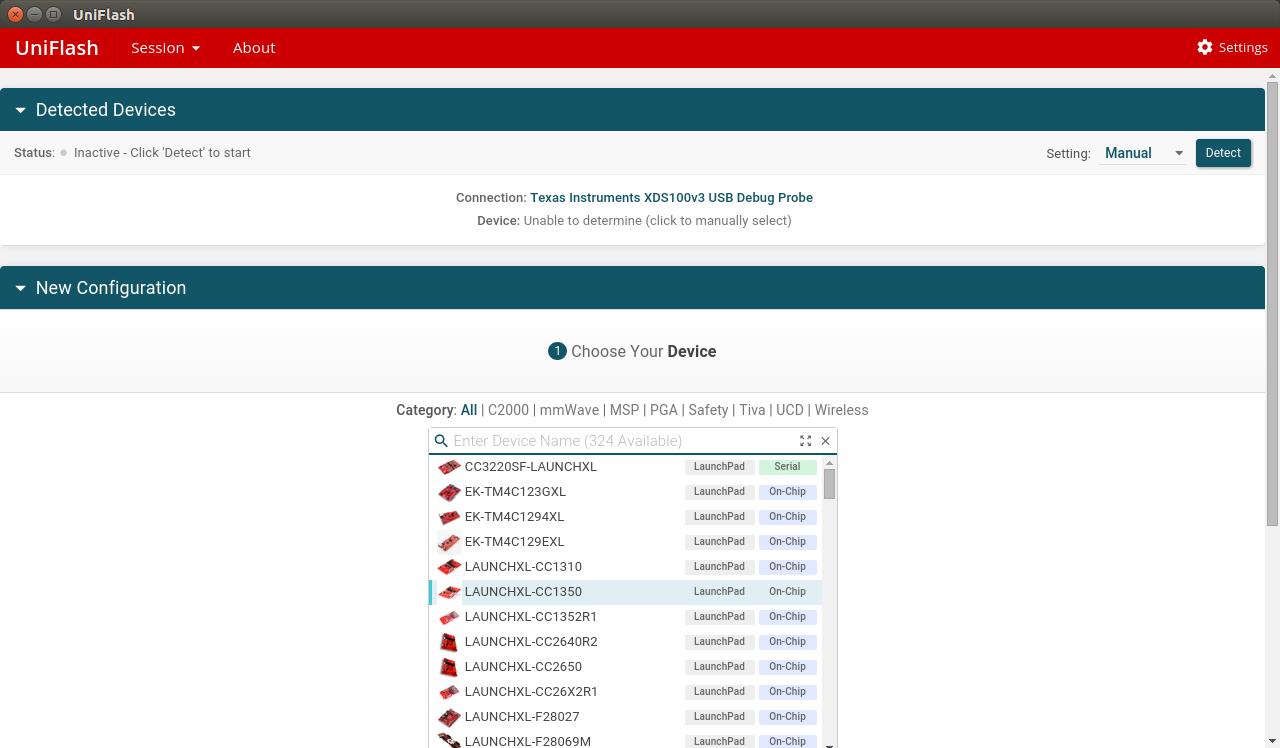 UniFlash
UniFlash Session About Settings
Detected Devices
Status: Inactive - Click 'Detect' to start Setting: Manual Detect
Connection: Texas Instruments XDS100v3 USB Debug Probe
Device: Unable to determine (click to manually select)
New Configuration
1 Choose Your Device
Category: All | C2000 | mmWave | MSP | PGA | Safety | Tiva | UCD | Wireless
Enter Device Name (324 Available)
CC3220SF-LAUNCHXL LaunchPad Serial
EK-TM4C123GXL LaunchPad On-Chip
EK-TM4C1294XL LaunchPad On-Chip
EK-TM4C129EXL LaunchPad On-Chip
LAUNCHXL-CC1310 LaunchPad On-Chip
LAUNCHXL-CC1350 LaunchPad On-Chip
LAUNCHXL-CC1352R1 LaunchPad On-Chip
LAUNCHXL-CC2640R2 LaunchPad On-Chip
LAUNCHXL-CC2650 LaunchPad On-Chip
LAUNCHXL-CC26X2R1 LaunchPad On-Chip
LAUNCHXL-F28027 LaunchPad On-Chip
LAUNCHXL-F28069M LaunchPad On-Chip